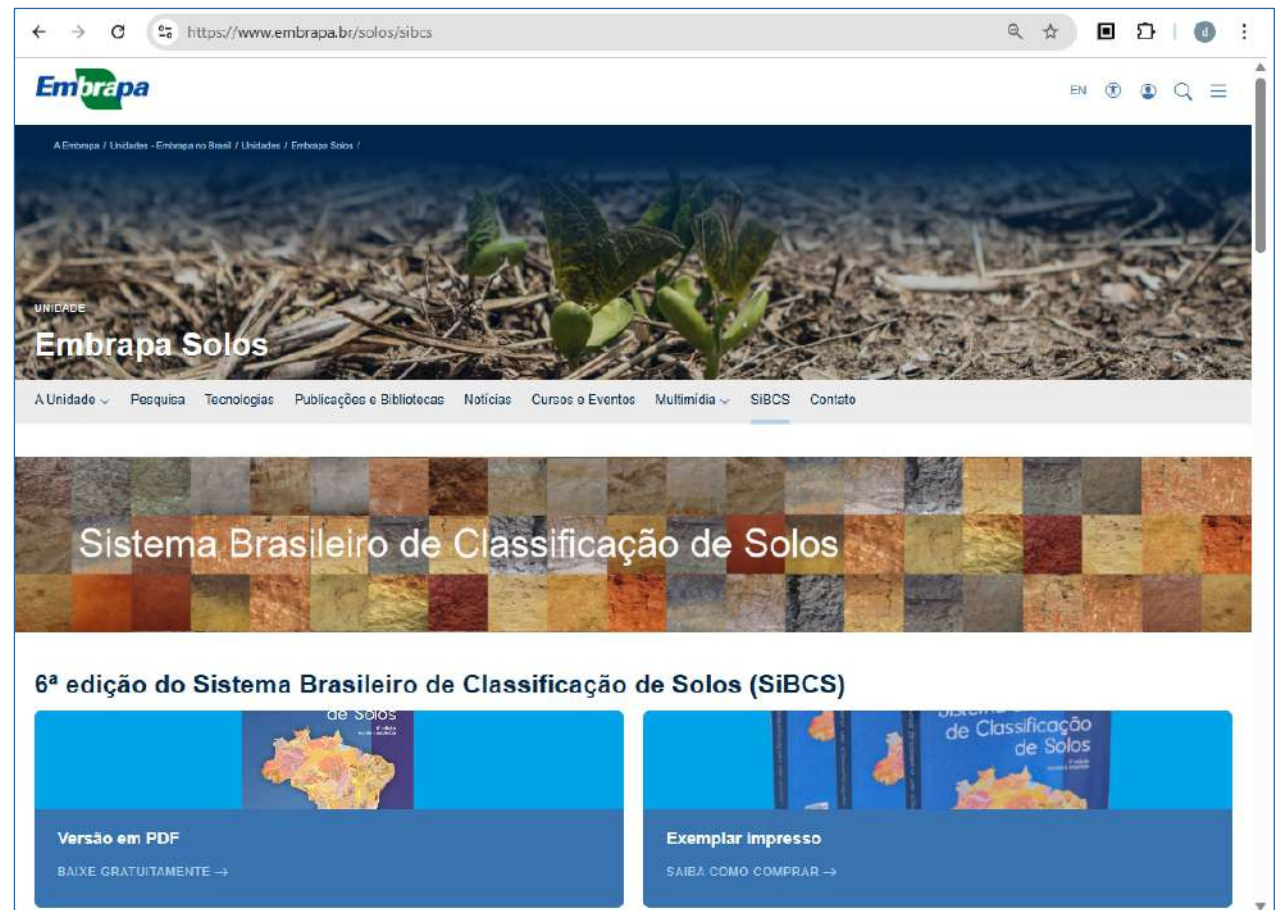 https://www.embrapa.br/solos/sibcs
d
Embrapa
EN
A Embrapa / Unidades - Embrapa no Brasil / Unidades / Embrapa Solos /
UNIDADE
Embrapa Solos
A Unidade Pesquisa Tecnologias Publicações e Bibliotecas Notícias Cursos e Eventos Multimídia SiBCS Contato
Sistema Brasileiro de Classificação de Solos
6ª edição do Sistema Brasileiro de Classificação de Solos (SiBCS)
de Solos
Versão em PDF
BAIXE GRATUITAMENTE →
de Classificação
de Solos
Exemplar impresso
SAIBA COMO COMPRAR →